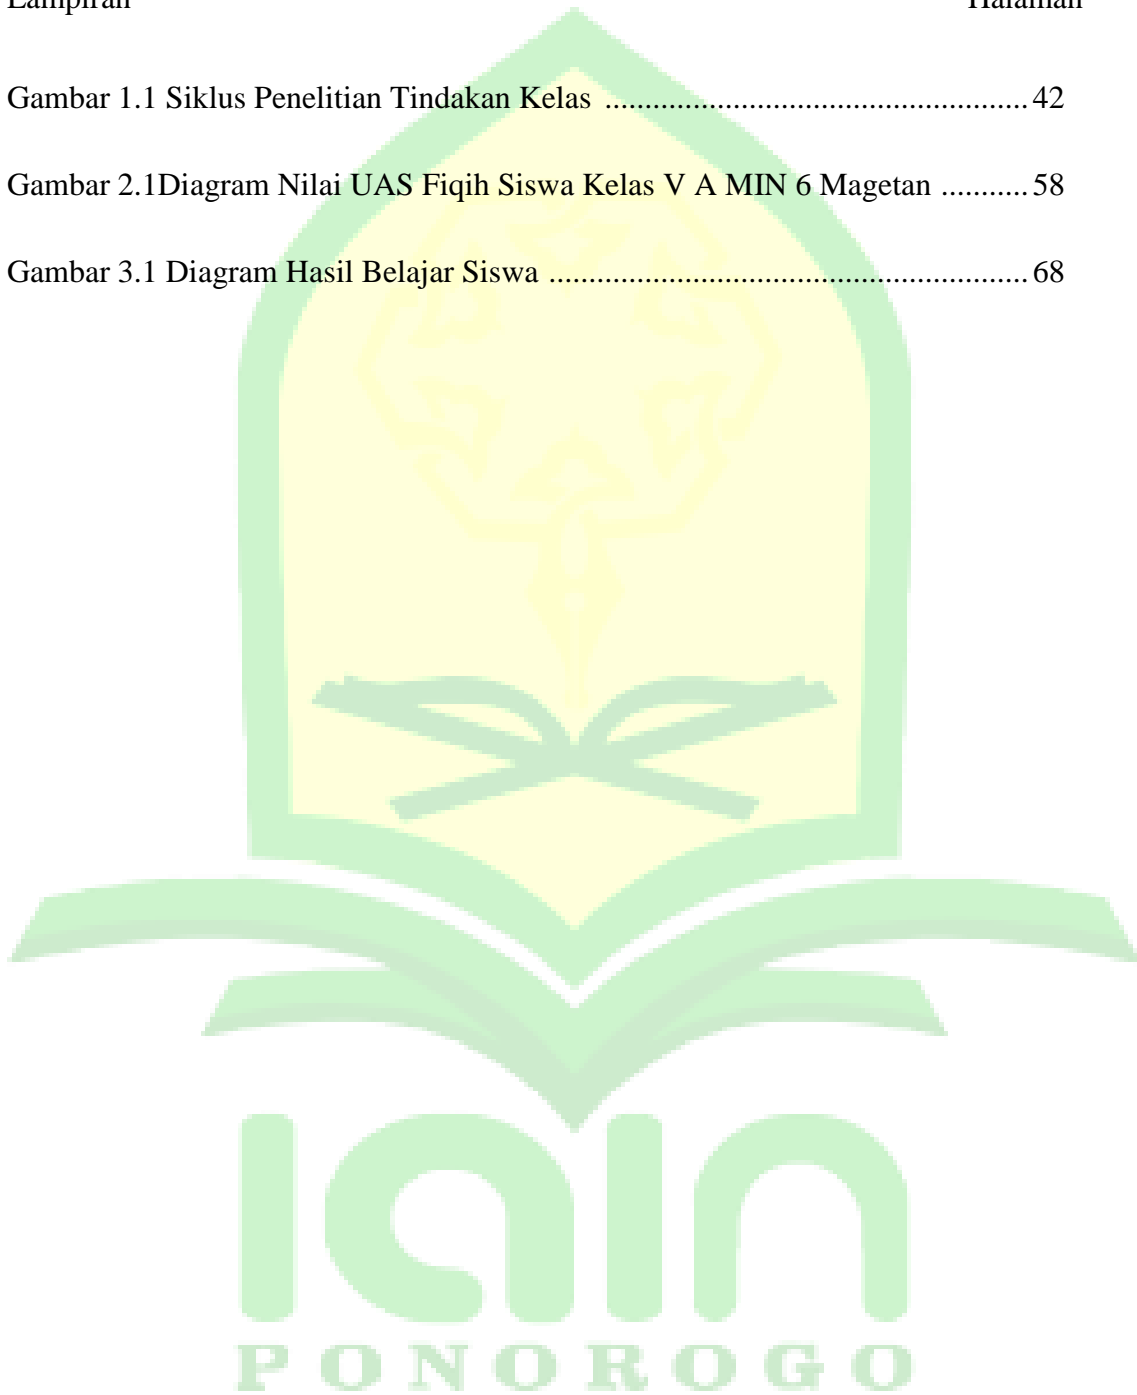 Lampiran Halaman
Gambar 1.1 Siklus Penelitian Tindakan Kelas .................................................... 42
Gambar 2.1Diagram Nilai UAS Fiqih Siswa Kelas V A MIN 6 Magetan ........... 58
Gambar 3.1 Diagram Hasil Belajar Siswa ........................................................... 68
iain
PONOROGO